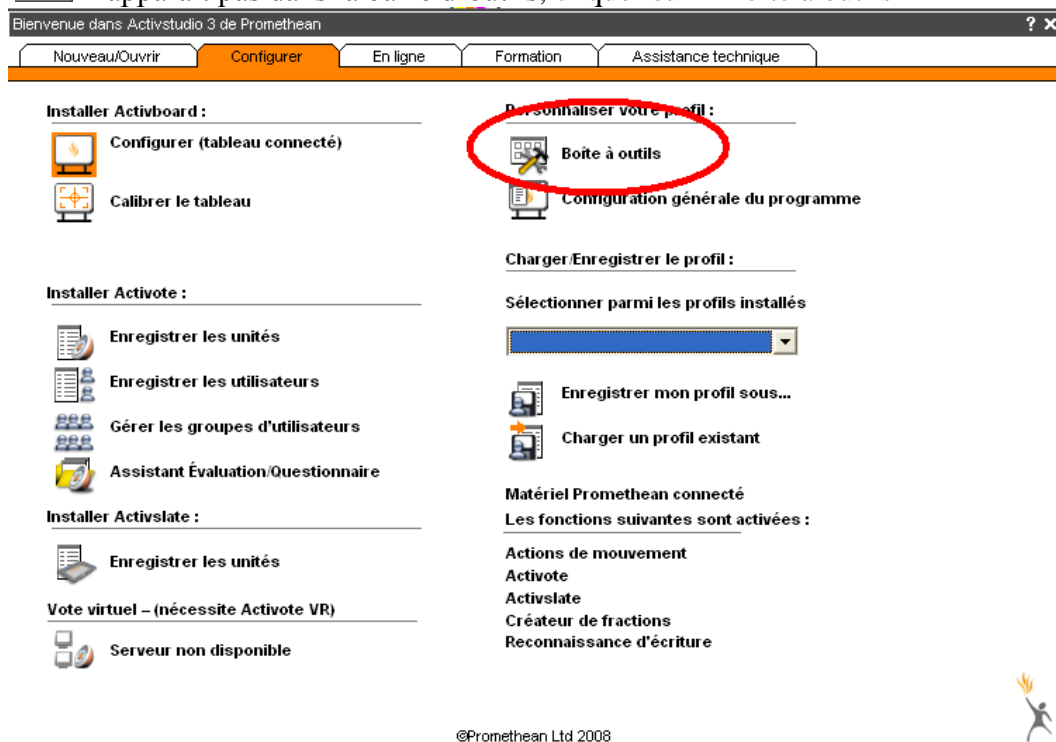 Bienvenue dans Activstudio 3 de Promethean ? ×
Nouveau/Ouvrir Configurer En ligne Formation Assistance technique
Installer Activboard :
Configurer (tableau connecté)
Calibrer le tableau
Installer Activote :
Enregistrer les unités
Enregistrer les utilisateurs
Gérer les groupes d'utilisateurs
Assistant Évaluation/Questionnaire
Installer Activslate :
Enregistrer les unités
Vote virtuel – (nécessite Activote VR)
Serveur non disponible
Personnaliser votre profil :
Boîte à outils
Configuration générale du programme
Charger/Enregistrer le profil :
Sélectionner parmi les profils installés
Enregistrer mon profil sous...
Charger un profil existant
Matériel Promethean connecté
Les fonctions suivantes sont activées :
Actions de mouvement
Activote
Activslate
Créateur de fractions
Reconnaissance d'écriture
©Promethean Ltd 2008